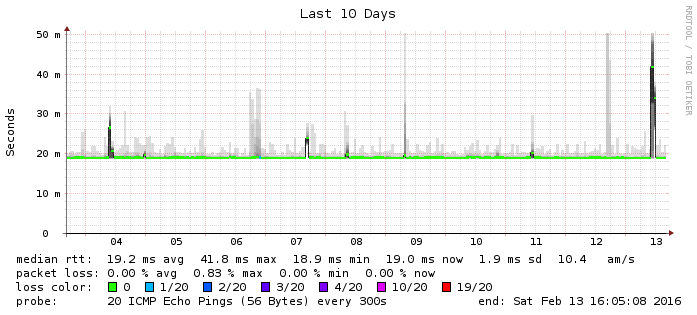 Last 10 Days
RRDTOOL / TOBI OETIKER
Seconds
50 m
40 m
30 m
20 m
10 m
0
04 05 06 07 08 09 10 11 12 13
median rtt: 19.2 ms avg 41.8 ms max 18.9 ms min 19.0 ms now 1.9 ms sd 10.4 am/s
packet loss: 0.00 % avg 0.83 % max 0.00 % min 0.00 % now
loss color: 0 1/20 2/20 3/20 4/20 10/20 19/20
probe: 20 ICMP Echo Pings (56 Bytes) every 300s end: Sat Feb 13 16:05:08 2016